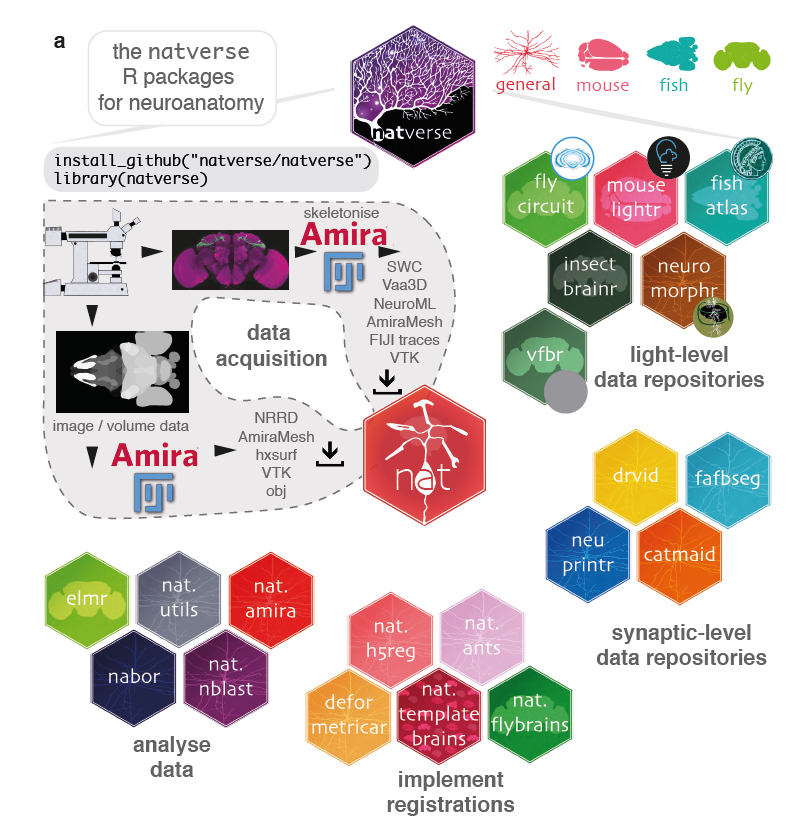 a
the natverse
R packages
for neuroanatomy
natverse
general
mouse
fish
fly
install_github("natverse/natverse")
library(natverse)
skeletonise
Amira
SWC
Vaa3D
NeuroML
AmiraMesh
FIJI traces
VTK
data
acquisition
image / volume data
Amira
NRRD
AmiraMesh
hxsurf
VTK
obj
nat
fly
circuit
mouse
lightr
fish
atlas
insect
brainr
neuro
morphr
vfbr
light-level
data repositories
drvid
fafbseg
neu
printr
catmaid
synaptic-level
data repositories
elmr
nat.
utils
nat.
amira
nabor
nat.
nblast
analyse
data
nat.
h5reg
nat.
ants
defor
metricar
nat.
template
brains
nat.
flybrains
implement
registrations